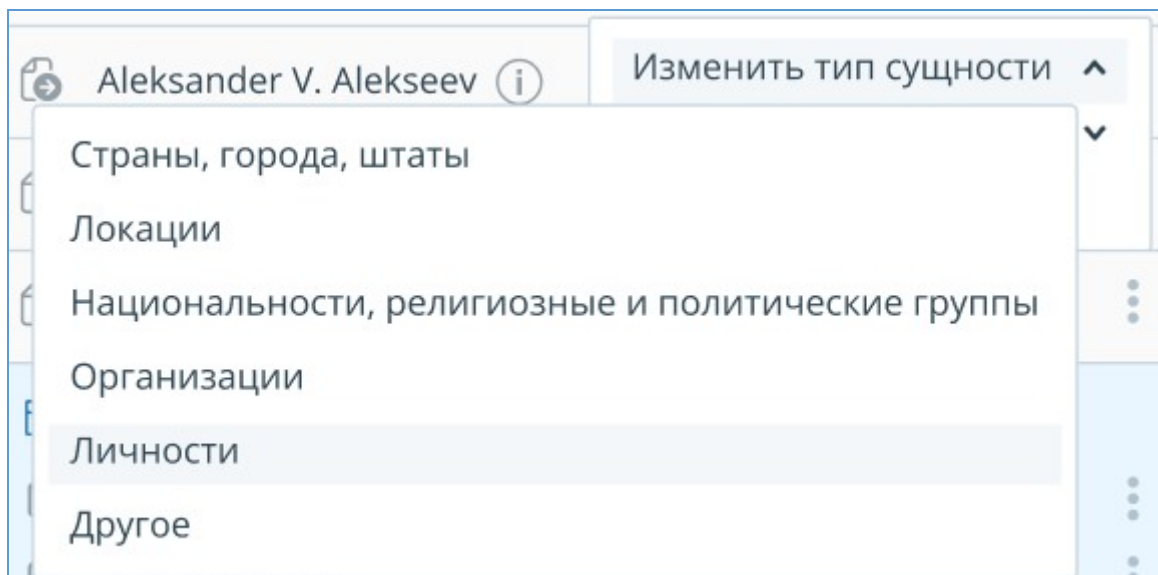 Aleksander V. Alekseev
Изменить тип сущности
Страны, города, штаты
Локации
Национальности, религиозные и политические группы
Организации
Личности
Другое